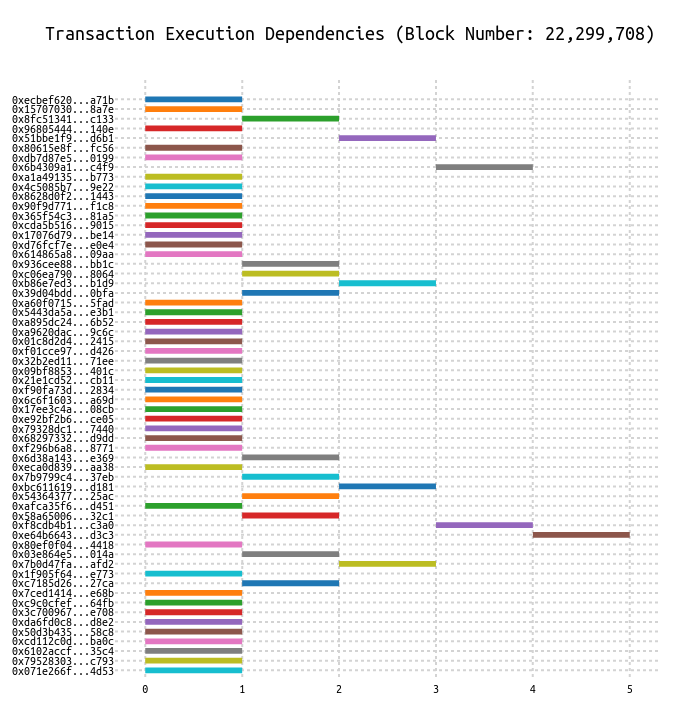 Transaction Execution Dependencies (Block Number: 22,299,708)
0xecbef620...a71b
0x15707030...8a7e
0x8fc51341...c133
0x96805444...140e
0x51bbe1f9...d6b1
0x80615e8f...fc56
0xdb7d87e5...0199
0x6b4309a1...c4f9
0xa1a49135...b773
0x4c5085b7...9e22
0x8628d0f2...1443
0x90f9d771...f1c8
0x365f54c3...81a5
0xcda5b516...9015
0x17076d79...be14
0xd76fcf7e...e0e4
0x614865a8...09aa
0x936cee88...bb1c
0xc06ea790...8064
0xb86e7ed3...b1d9
0x39d04bdd...0bfa
0xa60f0715...5fad
0x5443da5a...e3b1
0xa895dc24...6b52
0xa9620dac...9c6c
0x01c8d2d4...2415
0xf01cce97...d426
0x32b2ed11...71ee
0x09bf8853...401c
0x21e1cd52...cb11
0xf90fa73d...2834
0x6c6f1603...a69d
0x17ee3c4a...08cb
0xe92bf2b6...ce05
0x79328dc1...7440
0x68297332...d9dd
0xf296b6a8...8771
0x6d38a143...e369
0xeca0d839...aa38
0x7b9799c4...37eb
0xbc611619...d181
0x54364377...25ac
0xafca35f6...d451
0x58a65006...32c1
0xf8cdb4b1...c3a0
0xe64b6643...d3c3
0x80ef0f04...4418
0x03e864e5...014a
0x7b0d47fa...afd2
0x1f905f64...e773
0xc7185d26...27ca
0x7ced1414...e68b
0xc9c0cfef...64fb
0x3c700967...e708
0xda6fd0c8...d8e2
0x50d3b435...58c8
0xcd112c0d...ba0c
0x6102accf...35c4
0x79528303...c793
0x071e266f...4d53
0 1 2 3 4 5